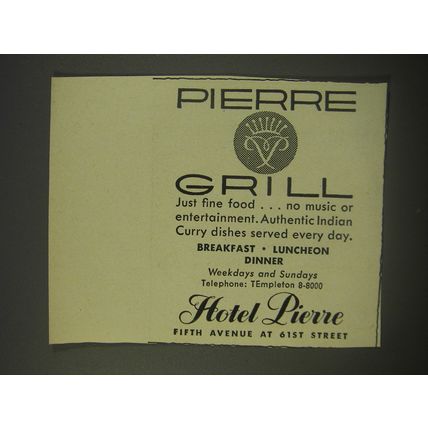 PIERRE
GRILL
Just fine food . . . no music or
entertainment. Authentic Indian
Curry dishes served every day.
BREAKFAST • LUNCHEON
DINNER
Weekdays and Sundays
Telephone: TEmpleton 8-8000
Hotel Pierre
FIFTH AVENUE AT 61ST STREET